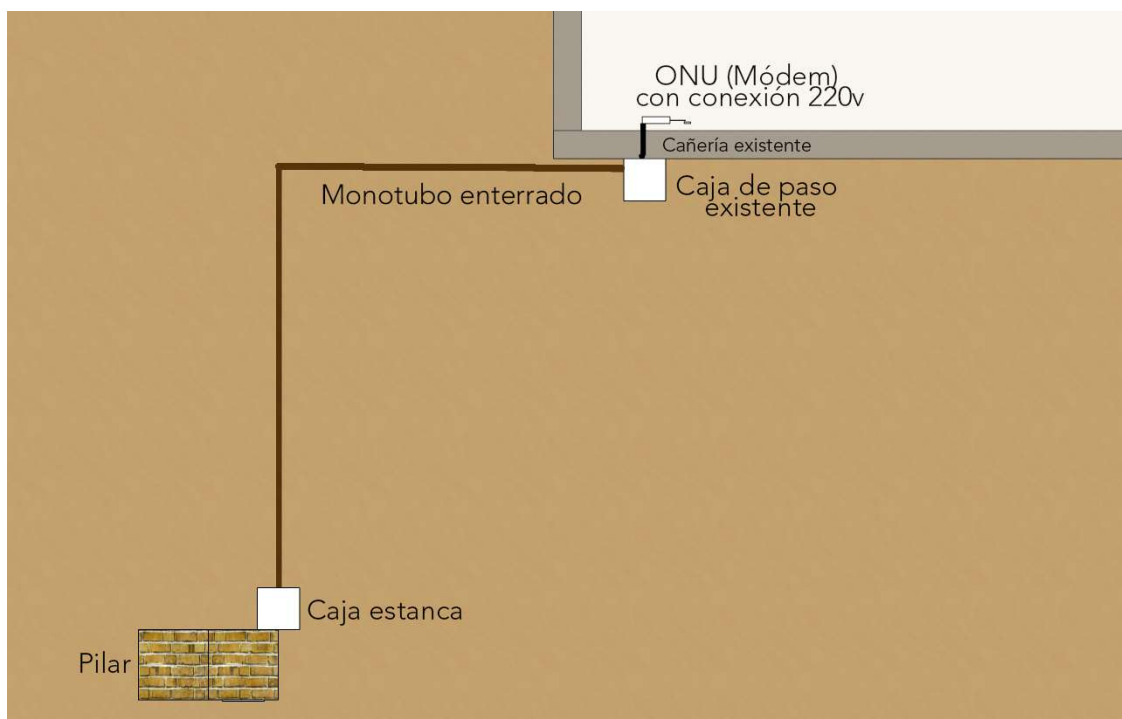 ONU (Módem)
con conexión 220v
Cañería existente
Monotubo enterrado
Caja de paso
existente
Caja estanca
Pilar